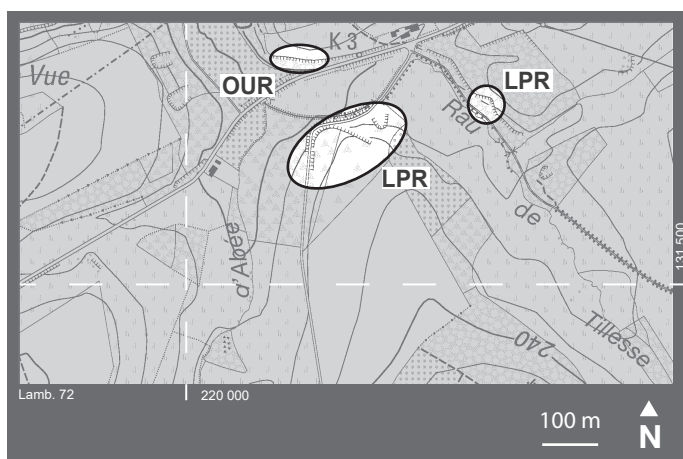 K 3
Vue
OUR
LPR
Rau
LPR
de
d'Abée
131 500
Tillesse
240
Lamb. 72
220 000
100 m
N